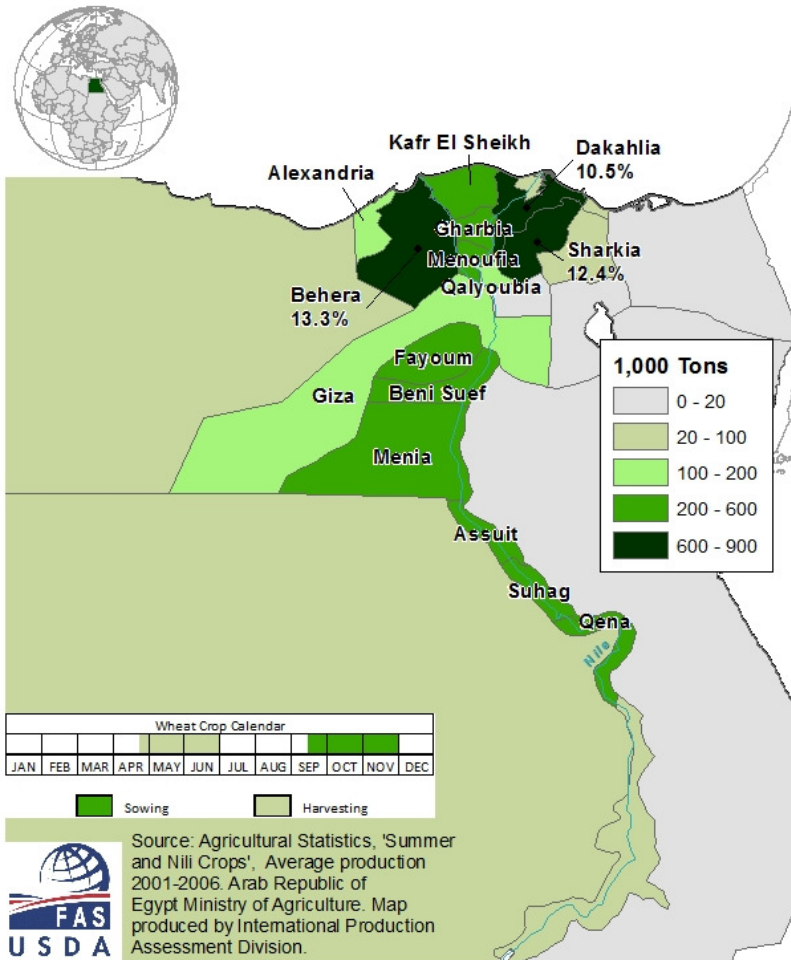 Kafr El Sheikh
Dakahlia
10.5%
Alexandria
Gharbia
Menoufia
Sharkia
12.4%
Qalyoubia
Behera
13.3%
Fayoum
Beni Suef
Giza
Menia
Assuit
Suhag
Qena
Nile
1,000 Tons
0 - 20
20 - 100
100 - 200
200 - 600
600 - 900
Wheat Crop Calendar
JAN FEB MAR APR MAY JUN JUL AUG SEP OCT NOV DEC
Sowing Harvesting
Source: Agricultural Statistics, 'Summer
and Nili Crops', Average production
2001-2006. Arab Republic of
Egypt Ministry of Agriculture. Map
produced by International Production
Assessment Division.
FAS
USDA